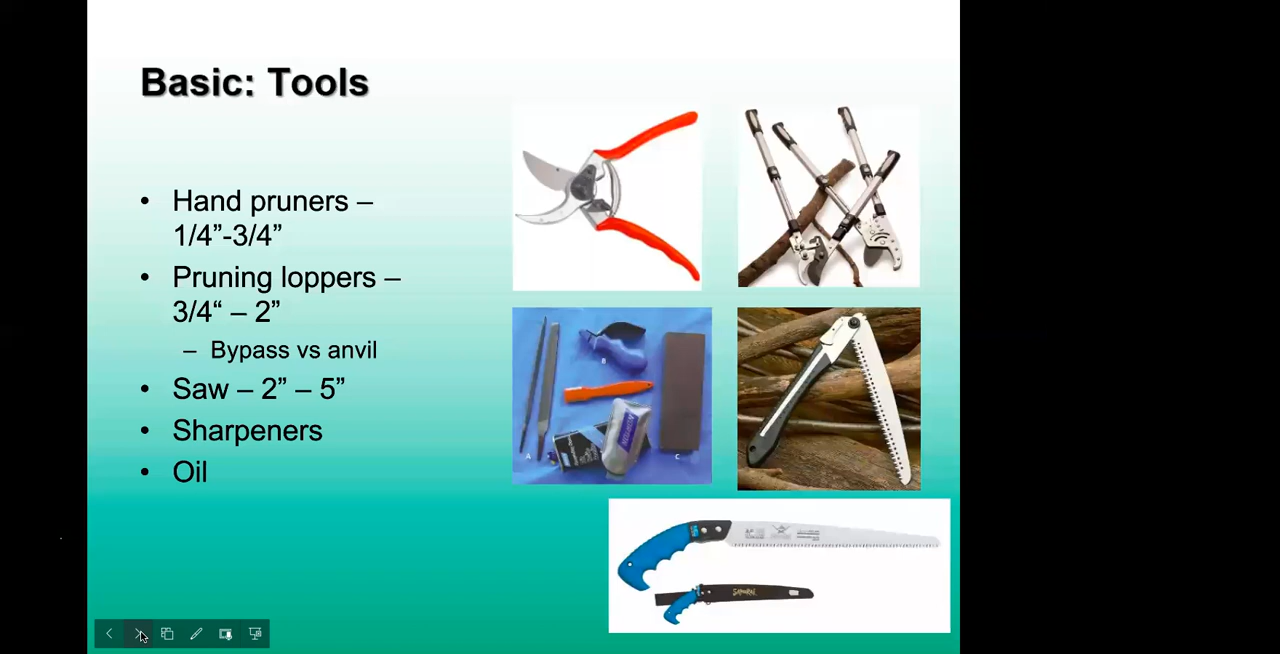 Basic: Tools
• Hand pruners –
1/4”-3/4”
• Pruning loppers –
3/4“ – 2”
– Bypass vs anvil
• Saw – 2” – 5”
• Sharpeners
• Oil
B
A
C
SAMURAI